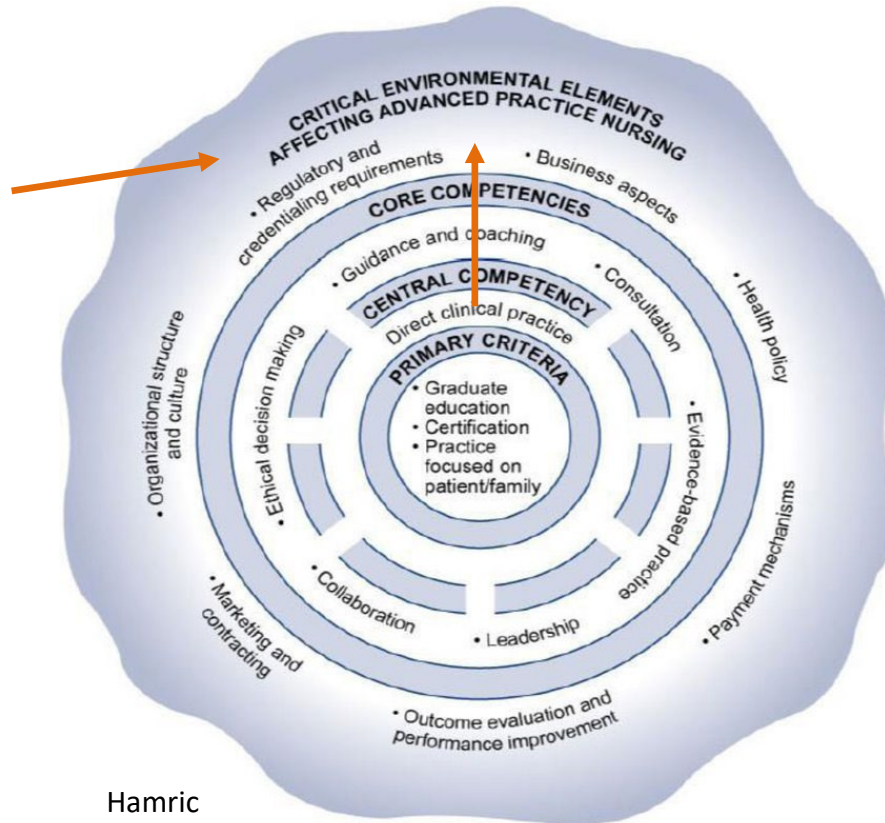 CRITICAL ENVIRONMENTAL ELEMENTS
AFFECTING ADVANCED PRACTICE NURSING
• Regulatory and
credentialing requirements
• Business aspects
CORE COMPETENCIES
• Guidance and coaching
• Consultation
• Health policy
CENTRAL COMPETENCY
Direct clinical practice
PRIMARY CRITERIA
• Graduate
education
• Certification
• Practice
focused on
patient/family
• Organizational structure
and culture
• Ethical decision making
• Evidence-based practice
• Payment mechanisms
• Collaboration
• Leadership
• Marketing and
contracting
• Outcome evaluation and
performance improvement
Hamric